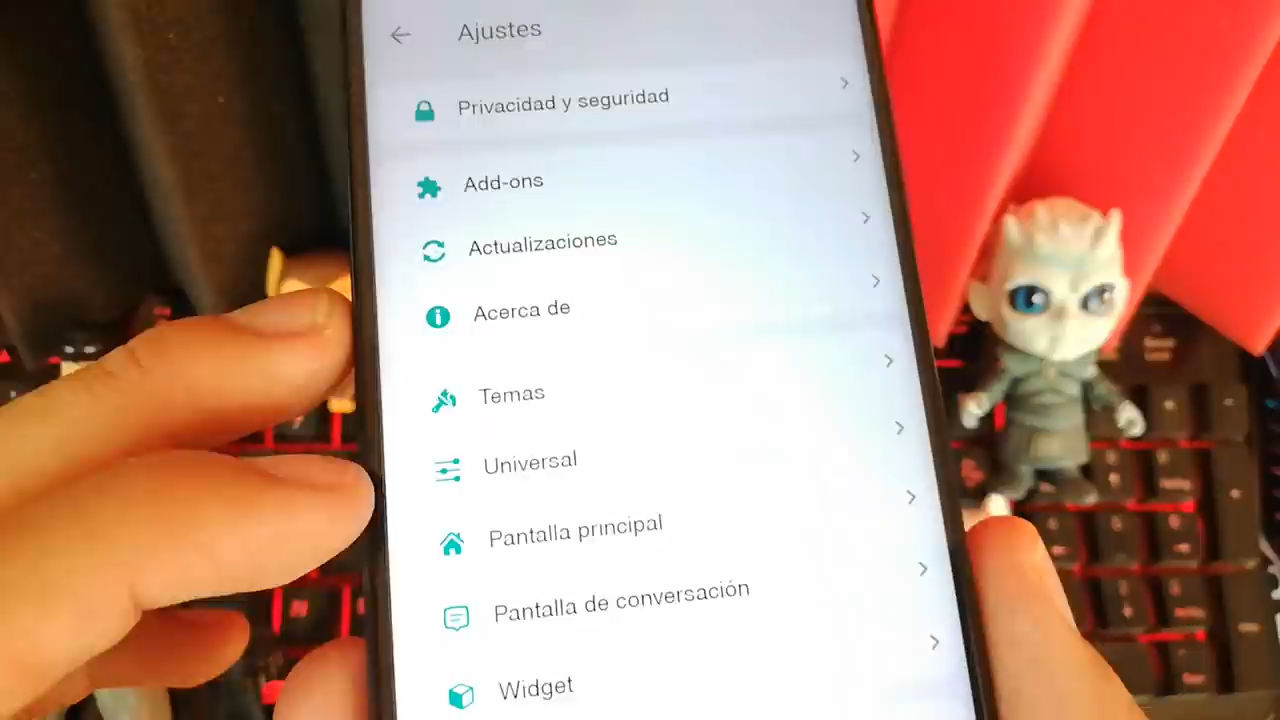 Ajustes
Privacidad y seguridad
Add-ons
Actualizaciones
Acerca de
Temas
Universal
Pantalla principal
Pantalla de conversación
Widget